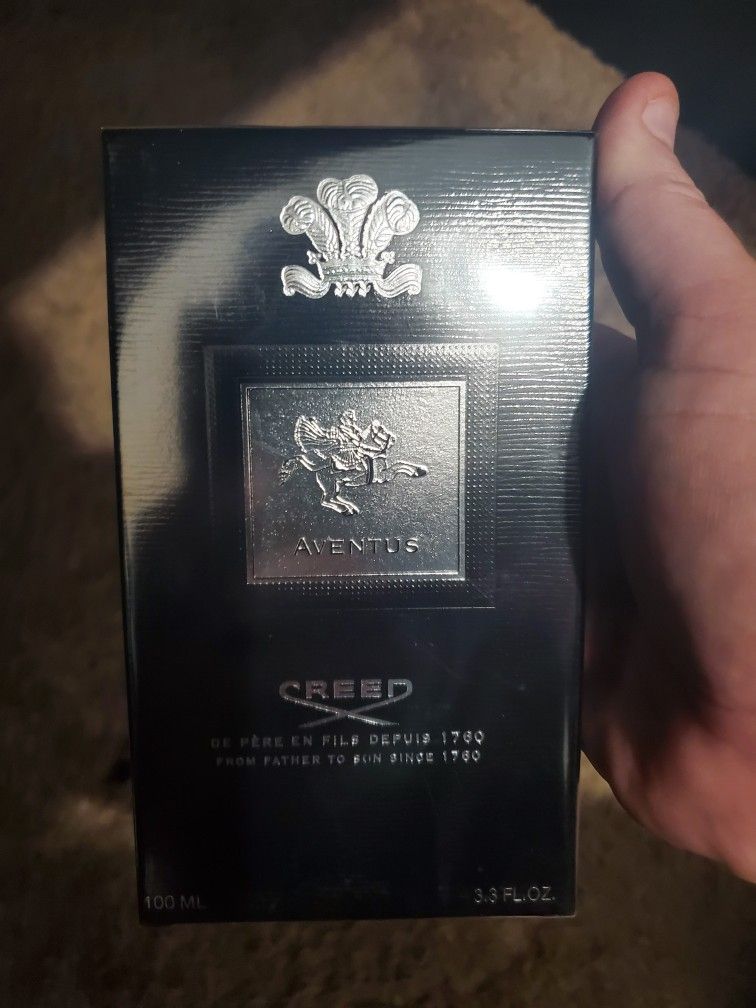 AVENTUS
CREED
DE PÈRE EN FILS DEPUIS 1760
FROM FATHER TO SON SINCE 1760
100 ML
3.3 FL.OZ.